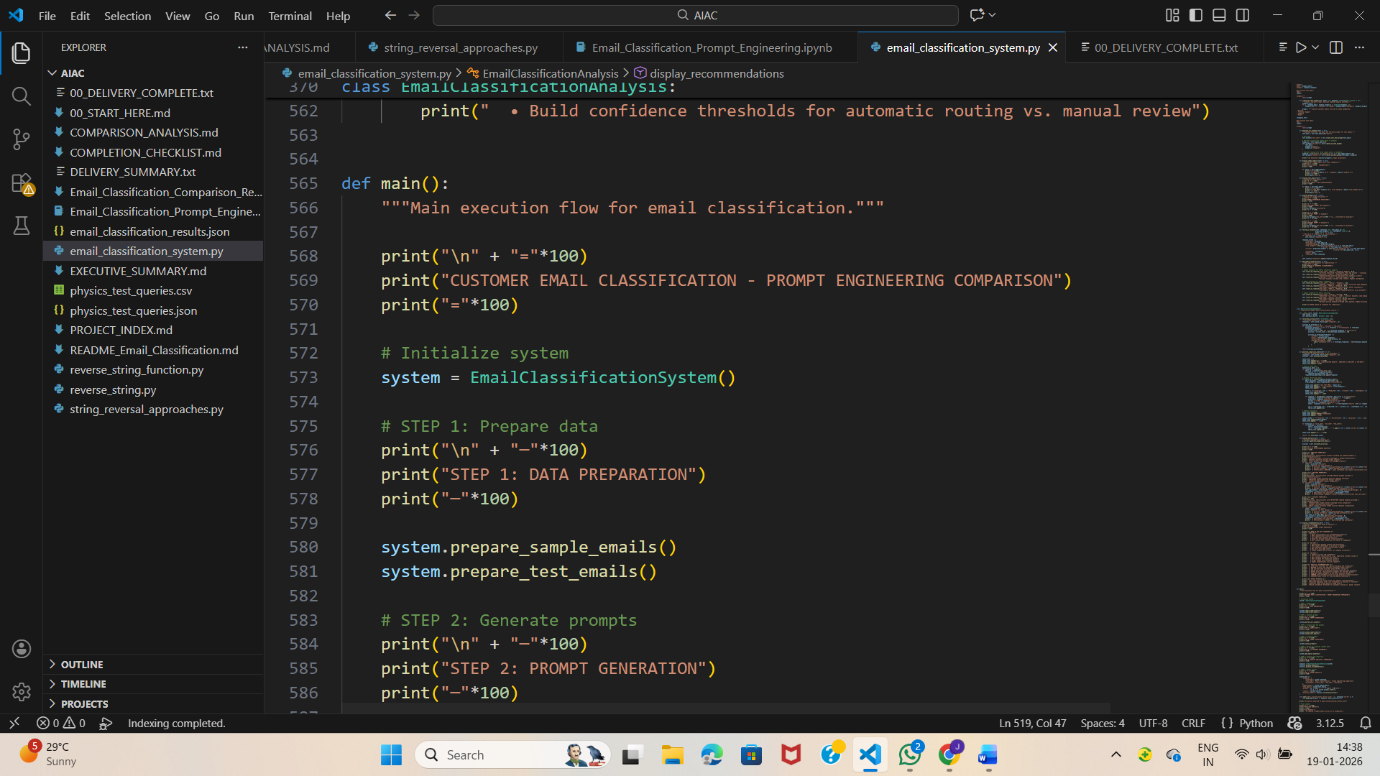 File Edit Selection View Go Run Terminal Help
AIAC
EXPLORER
ANALYSIS.md string_reversal_approaches.py Email_Classification_Prompt_Engineering.ipynb email_classification_system.py 00_DELIVERY_COMPLETE.txt
email_classification_system.py > EmailClassificationAnalysis > display_recommendations
AIAC
00_DELIVERY_COMPLETE.txt
00_START_HERE.md
COMPARISON_ANALYSIS.md
COMPLETION_CHECKLIST.md
DELIVERY_SUMMARY.txt
Email_Classification_Comparison_Re...
Email_Classification_Prompt_Engine...
email_classification_results.json
email_classification_system.py
EXECUTIVE_SUMMARY.md
physics_test_queries.csv
physics_test_queries.json
PROJECT_INDEX.md
README_Email_Classification.md
reverse_string_function.py
reverse_string.py
string_reversal_approaches.py
OUTLINE
TIMELINE
PROJECTS
370 class EmailClassificationAnalysis:
562 print(" • Build confidence thresholds for automatic routing vs. manual review")
563
564
565 def main():
566 """Main execution flow for email classification."""
567
568 print("\n" + "="*100)
569 print("CUSTOMER EMAIL CLASSIFICATION - PROMPT ENGINEERING COMPARISON")
570 print("="*100)
571
572 # Initialize system
573 system = EmailClassificationSystem()
574
575 # STEP 1: Prepare data
576 print("\n" + "─"*100)
577 print("STEP 1: DATA PREPARATION")
578 print("─"*100)
579
580 system.prepare_sample_emails()
581 system.prepare_test_emails()
582
583 # STEP 2: Generate prompts
584 print("\n" + "─"*100)
585 print("STEP 2: PROMPT GENERATION")
586 print("─"*100)
0 0 Indexing completed. Ln 519, Col 47 Spaces: 4 UTF-8 CRLF { } Python 3.12.5
5
29°C
Sunny
Search
2
J
ENG
IN
14:38
19-01-2026